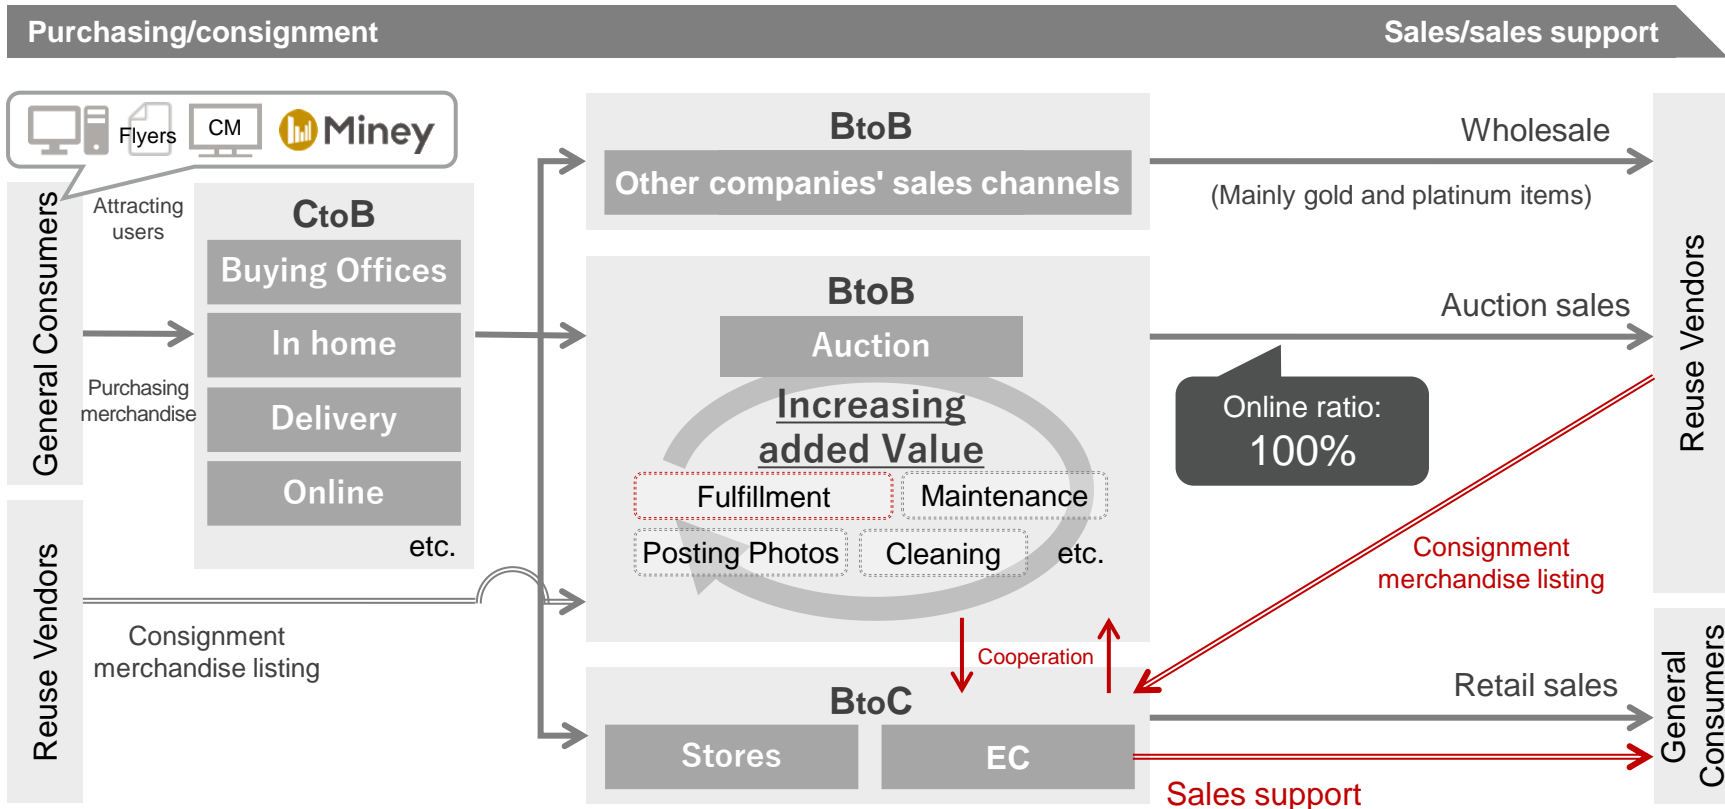 Purchasing/consignment
Sales/sales support
Flyers
CM
Miney
General Consumers
Attracting
users
Purchasing
merchandise
CtoB
Buying Offices
In home
Delivery
Online
etc.
Reuse Vendors
Consignment
merchandise listing
BtoB
Other companies' sales channels
BtoB
Auction
Increasing
added Value
Fulfillment
Maintenance
Posting Photos
Cleaning
etc.
Cooperation
BtoC
Stores
EC
Wholesale
(Mainly gold and platinum items)
Auction sales
Online ratio:
100%
Consignment
merchandise listing
Retail sales
Sales support
Reuse Vendors
General
Consumers